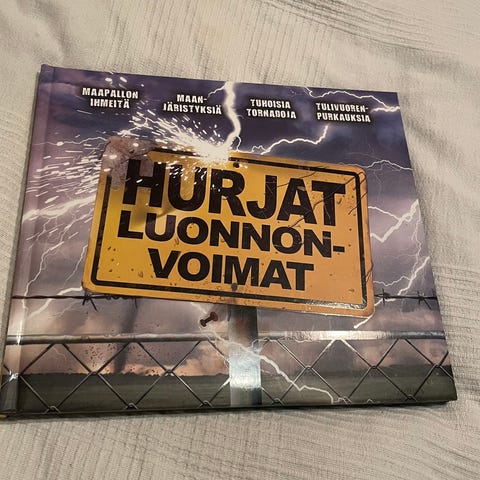 MAAPALLON
IHMEITÄ
MAAN-
JÄRISTYKSIÄ
TUHOISIA
TORNADOJA
TULIVUOREN-
PURKAUKSIA
HURJAT
LUONNON-
VOIMAT